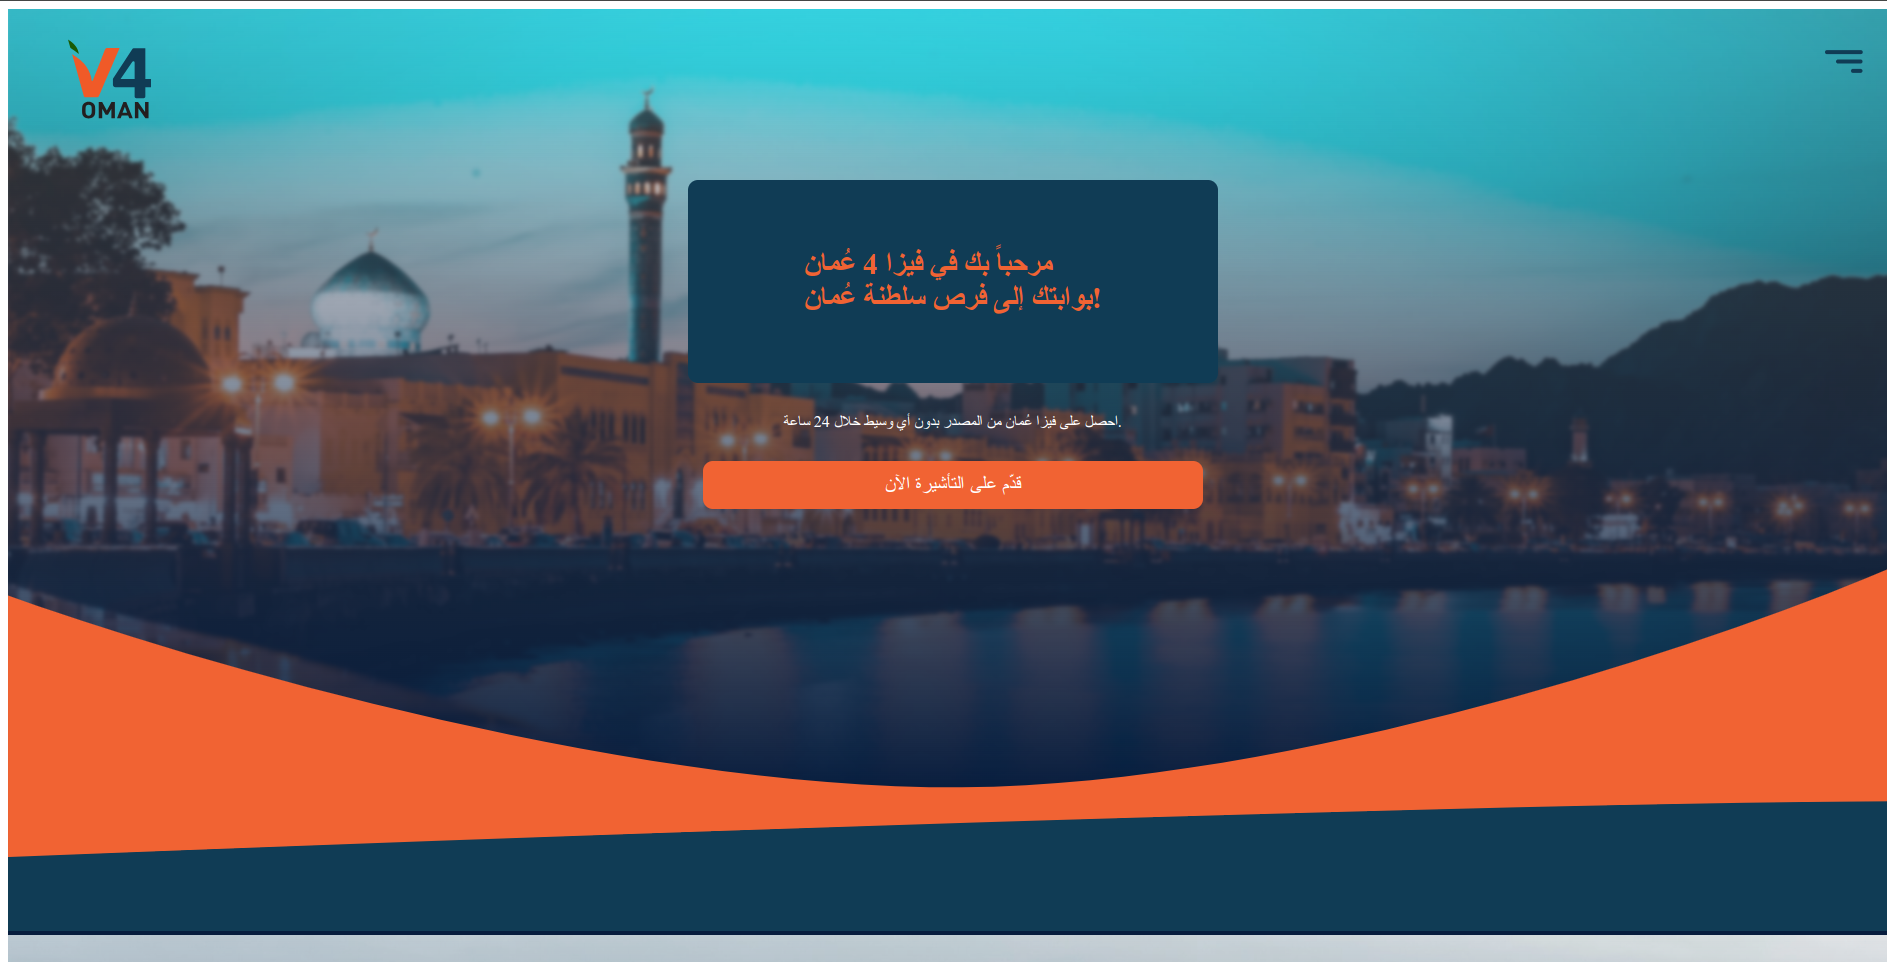 V4
OMAN
مرحباً بك في فيزا 4 عُمان
بوابتك إلى فرص سلطنة عُمان!
احصل على فيزا عُمان من المصدر بدون أي وسيط خلال 24 ساعة.
قدّم على التأشيرة الآن